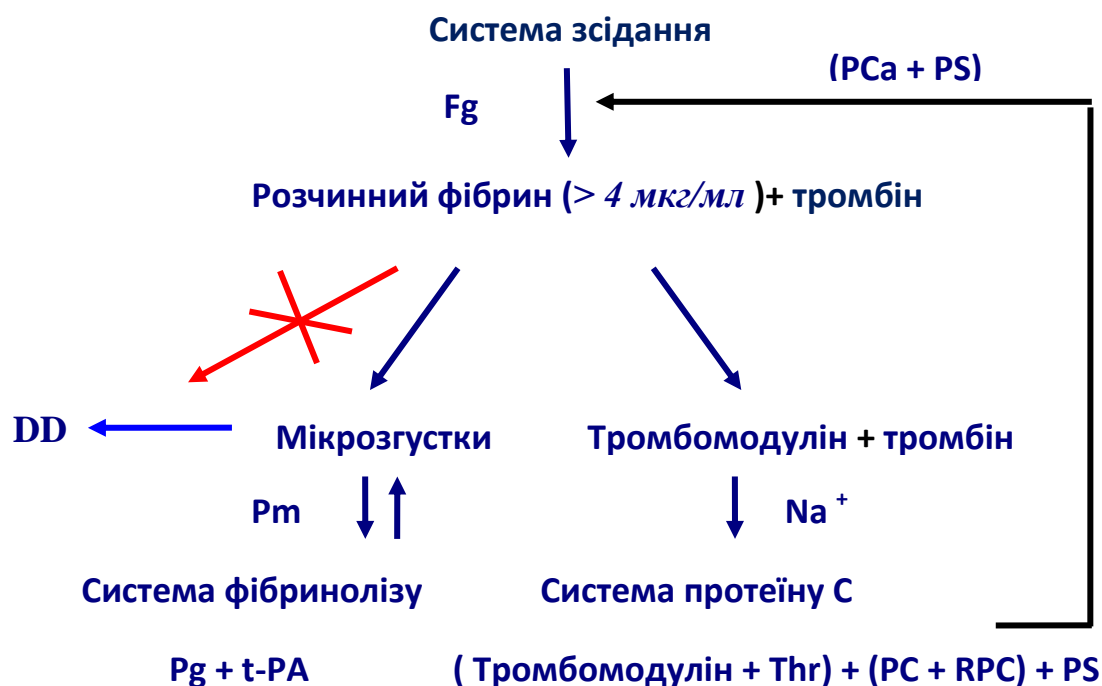 Система зсідання
(PCa + PS)
Fg
Розчинний фібрин (> 4 мкг/мл )+ тромбін
DD
Мікрозгустки
Тромбомодулін + тромбін
Pm
Na +
Система фібринолізу
Система протеїну С
Pg + t-PA
( Тромбомодулін + Thr) + (PC + RPC) + PS